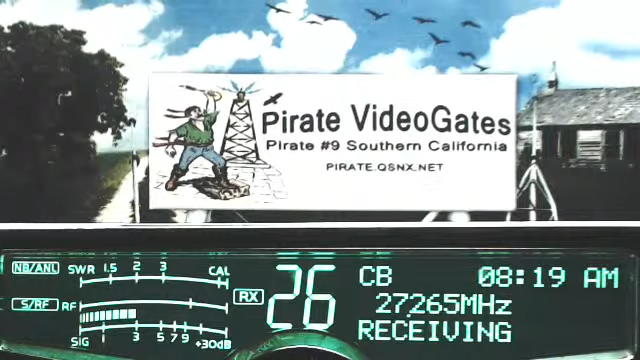 Pirate VideoGates
Pirate #9 Southern California
PIRATE.QSNX.NET
NB/ANL SWR 1.5 2 3 CAL
S/RF RF
SIG 1 3 5 7 9 +30dB
RX 26
CB 08:19 AM
27.265MHz
RECEIVING